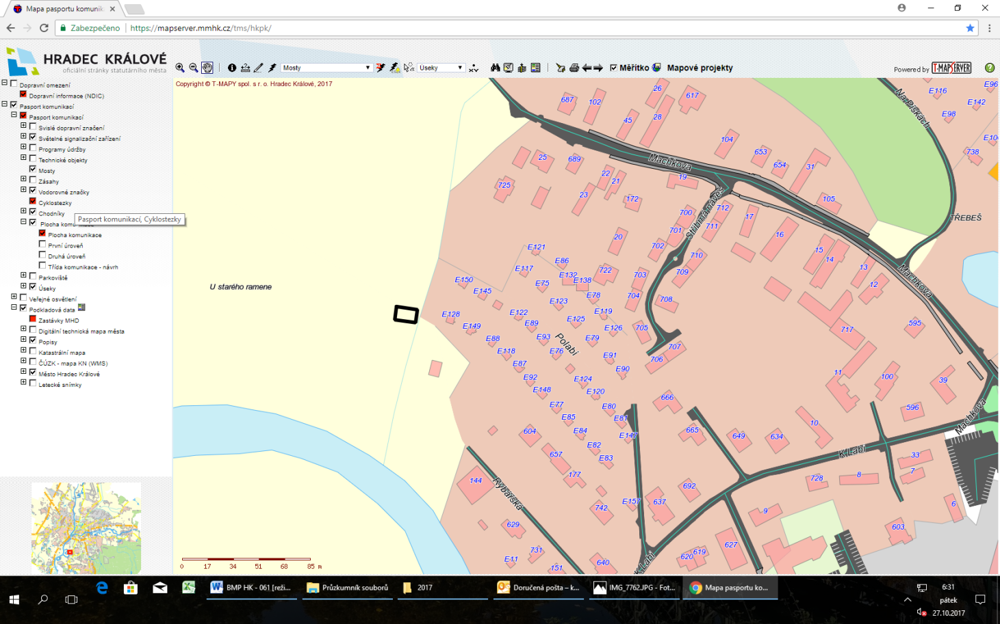 Mapa pasportu komunik
Zabezpečeno | https://mapserver.mmhk.cz/tms/hkpk/
HRADEC KRÁLOVÉ
oficiální stránky statutárního města
Mosty
Úseky
Měřítko
Mapové projekty
Powered by T-MAPSERVER
Copyright © T-MAPY spol. s r. o. Hradec Králové, 2017
Dopravní omezení
Dopravní informace (NDIC)
Pasport komunikací
Pasport komunikací
Svislé dopravní značení
Světelné signalizační zařízení
Programy údržby
Technické objekty
Mosty
Zásahy
Vodorovné značky
Cyklostezky
Chodníky
Pasport komunikací, Cyklostezky
Plocha komunikace
První úroveň
Druhá úroveň
Třída komunikace - návrh
Parkoviště
Úseky
Veřejné osvětlení
Podkladová data
Zastávky MHD
Digitální technická mapa města
Popisy
Katastrální mapa
ČÚZK - mapa KN (WMS)
Město Hradec Králové
Letecké snímky
687
102
26
617
45
28
Na Pískách
E116
E96
E142
E98
104
653
654
31
738
25
689
Machkova
22
21
19
725
23
172
105
TŘEBEŠ
Stříbrná náves
712
711
700
701
17
16
20
702
710
709
15
14
13
12
Machkova
E121
E86
E117
E132
E138
722
703
E150
E75
E145
E78
704
708
E123
U starého ramene
E128
E122
E119
E149
E89
E125
E126
705
717
595
E88
E93
E79
Polabí
E118
E76
E91
707
706
E87
E90
11
100
39
E92
E124
E148
E120
666
E77
E80
596
Machkova
E85
E81
10
604
E84
E147
665
649
634
657
E82
E83
K Labi
33
7
177
144
Rybářská
728
8
692
742
E157
637
9
6
629
603
731
E11
627
619
620
151
640
K Labi
0 17 34 51 68 85 m
BMP HK - 061 [reži...
Průzkumník souborů
2017
Doručená pošta – k...
IMG_7762.JPG - Fot...
Mapa pasportu ko...
6:31
pátek
27.10.2017